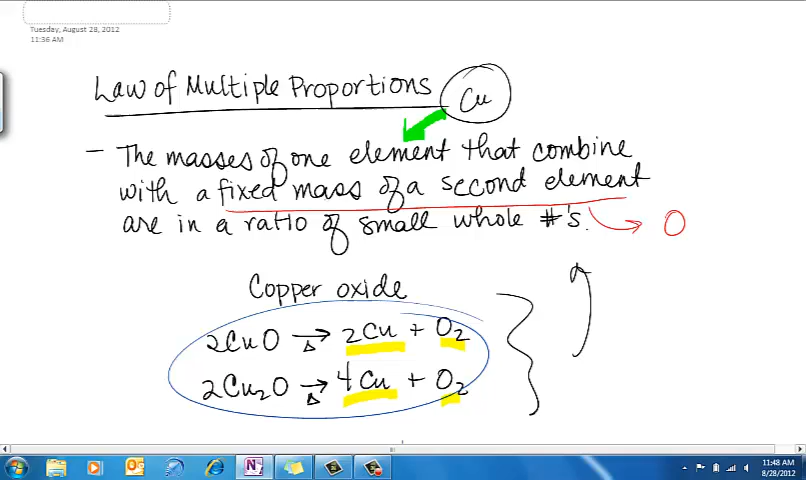 Tuesday, August 28, 2012
11:36 AM
Law of Multiple Proportions
Cu
- The masses of one element that combine
with a fixed mass of a second element
are in a ratio of small whole #'s. → O
Copper oxide
2CuO →Δ 2Cu + O₂
2Cu₂O →Δ 4Cu + O₂
11:48 AM
8/28/2012